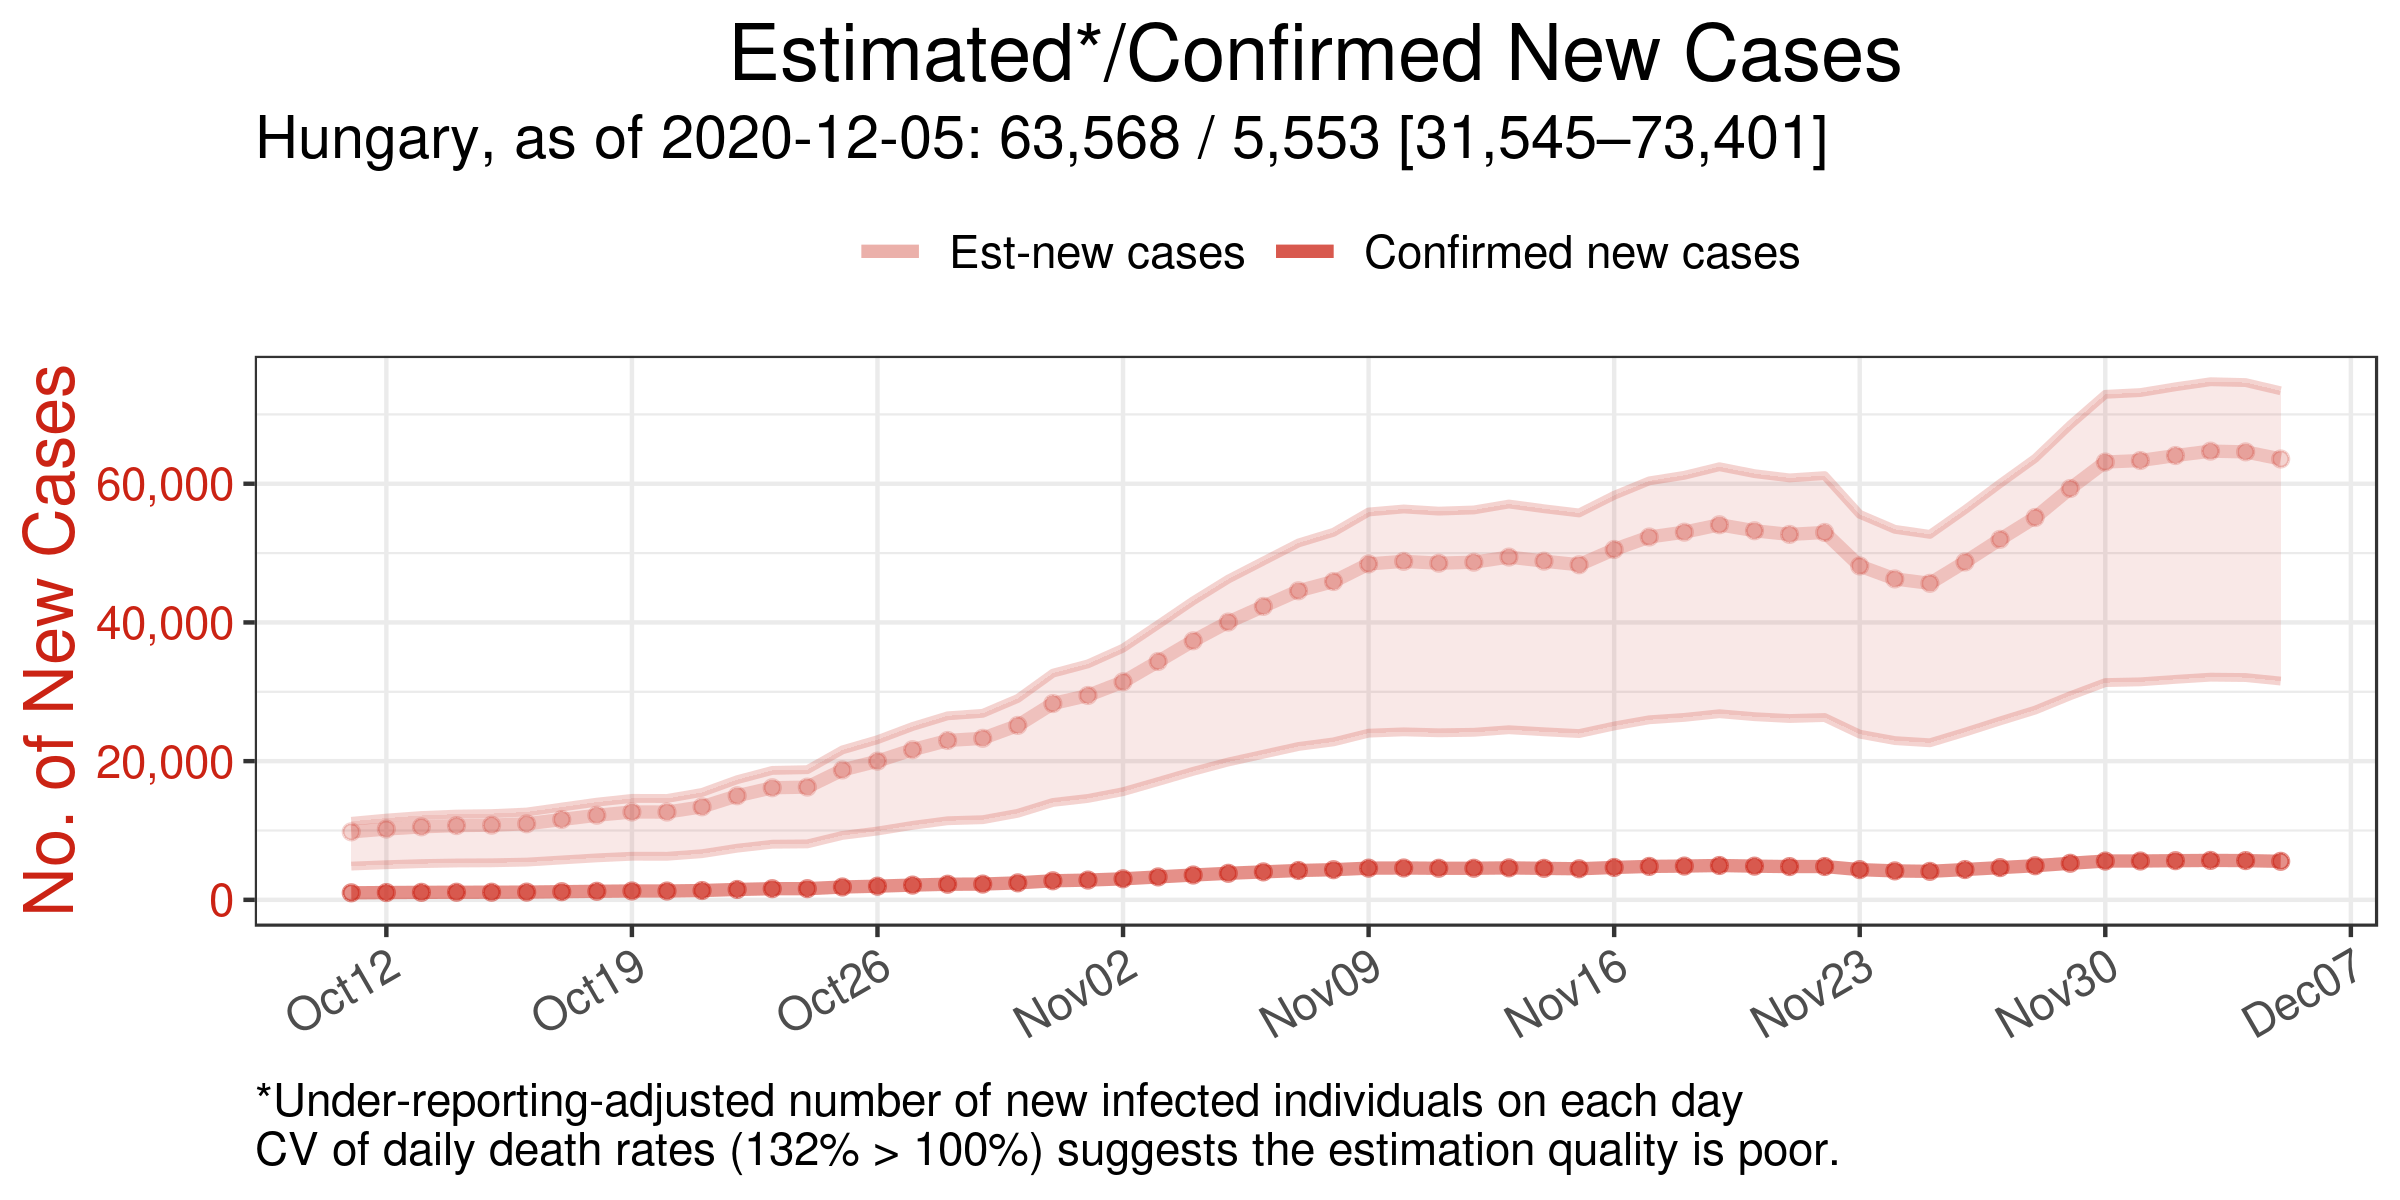 Estimated*/Confirmed New Cases
Hungary, as of 2020-12-05: 63,568 / 5,553 [31,545–73,401]
Est-new cases
Confirmed new cases
No. of New Cases
60,000
40,000
20,000
0
Oct12
Oct19
Oct26
Nov02
Nov09
Nov16
Nov23
Nov30
Dec07
*Under-reporting-adjusted number of new infected individuals on each day
CV of daily death rates (132% > 100%) suggests the estimation quality is poor.